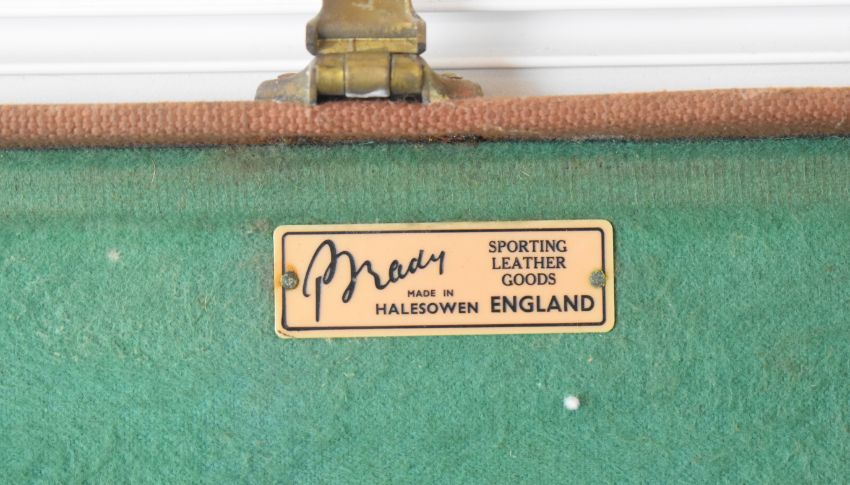 Brady
MADE IN
HALESOWEN
SPORTING
LEATHER
GOODS
ENGLAND